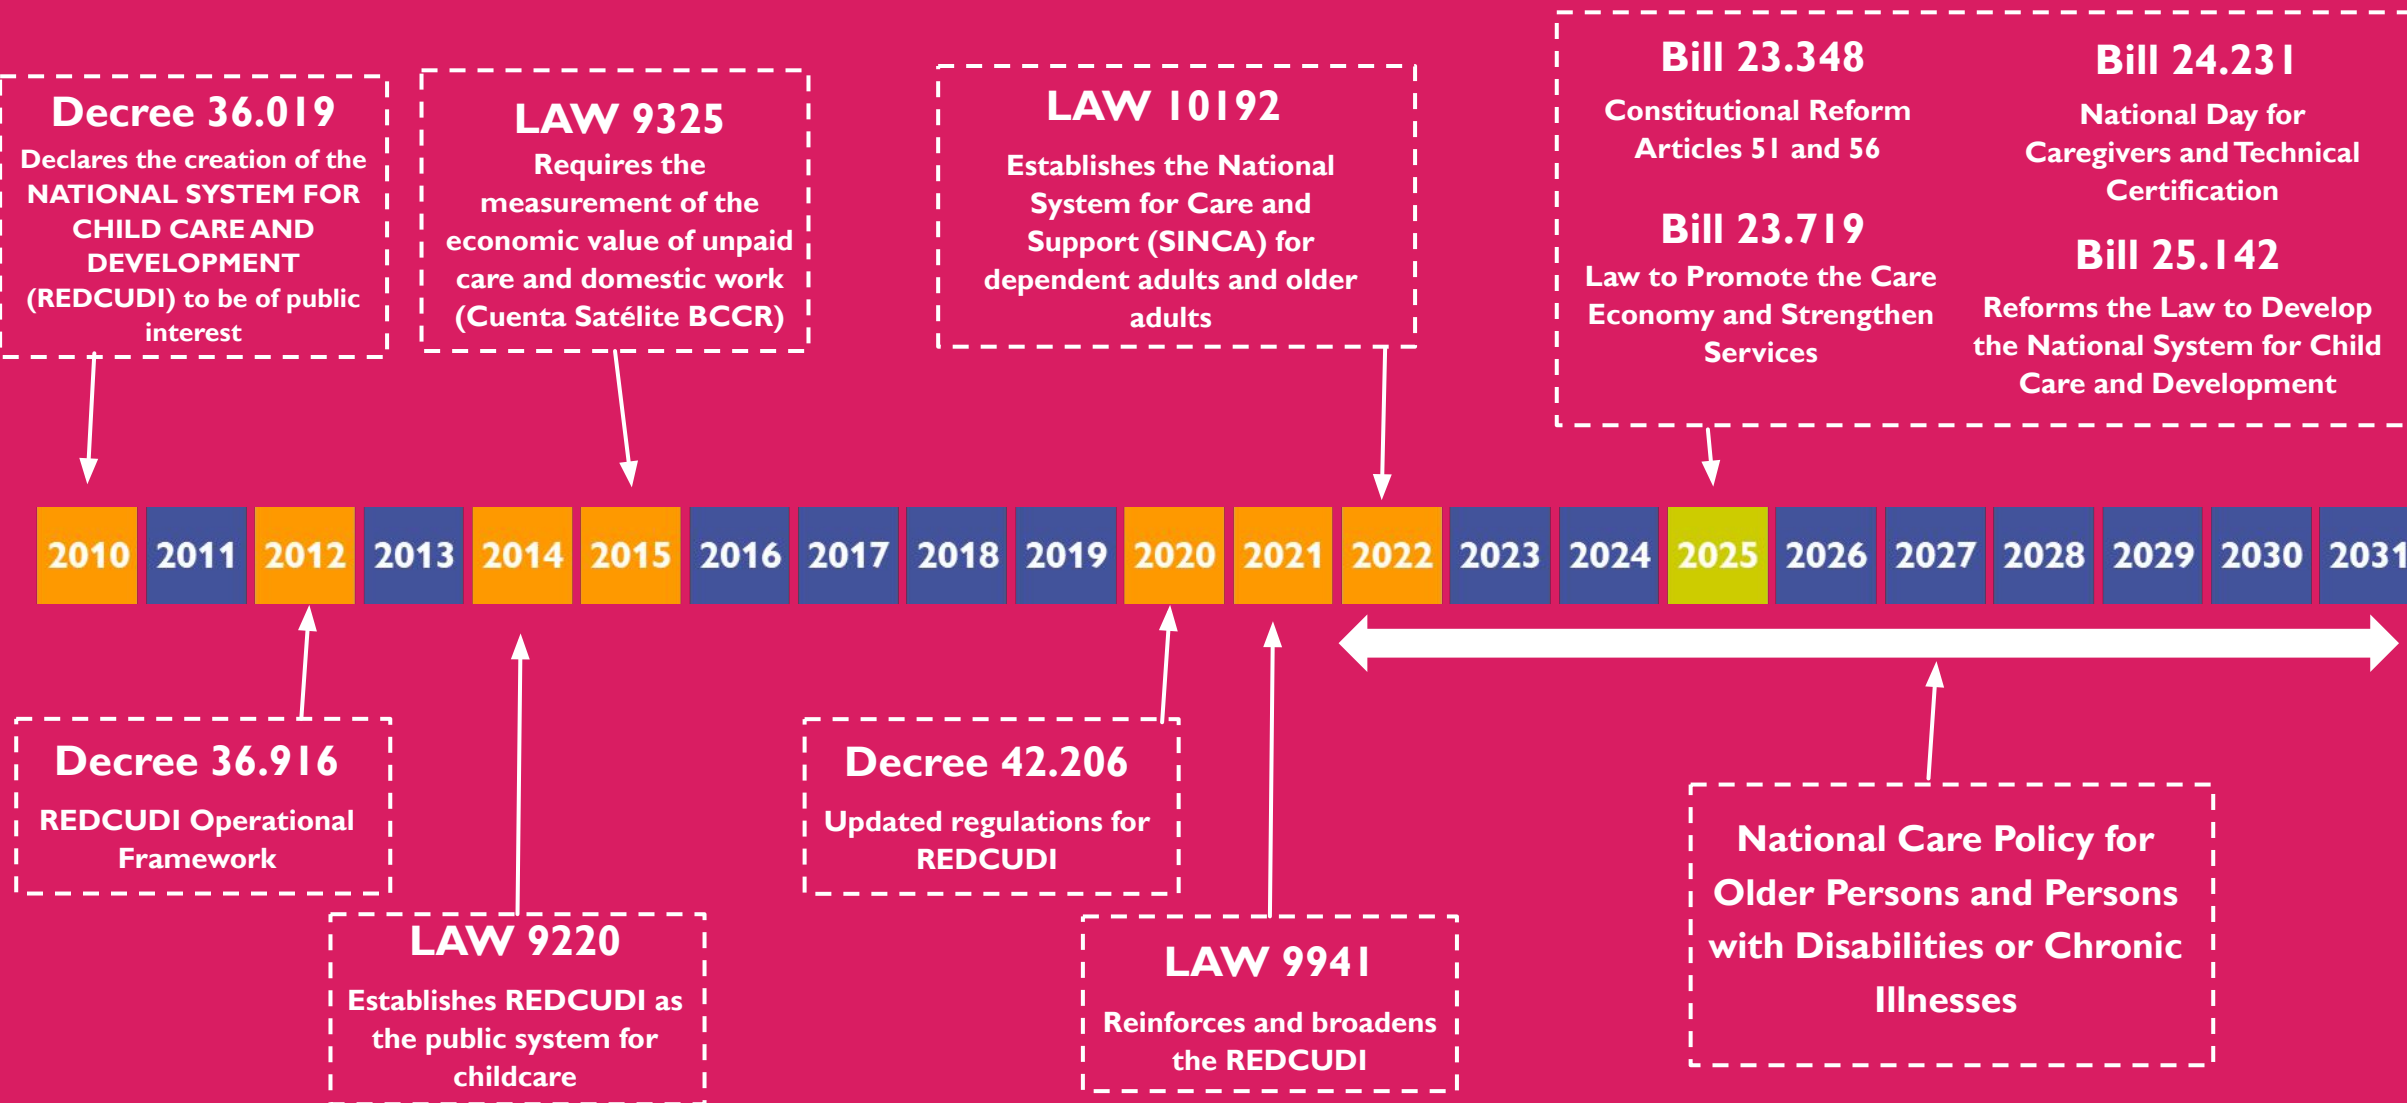 Decree 36.019
Declares the creation of the
NATIONAL SYSTEM FOR
CHILD CARE AND
DEVELOPMENT
(REDCUDI) to be of public
interest
LAW 9325
Requires the
measurement of the
economic value of unpaid
care and domestic work
(Cuenta Satélite BCCR)
LAW 10192
Establishes the National
System for Care and
Support (SINCA) for
dependent adults and older
adults
Bill 23.348
Constitutional Reform
Articles 51 and 56
Bill 23.719
Law to Promote the Care
Economy and Strengthen
Services
Bill 24.231
National Day for
Caregivers and Technical
Certification
Bill 25.142
Reforms the Law to Develop
the National System for Child
Care and Development
2010 2011 2012 2013 2014 2015 2016 2017 2018 2019 2020 2021 2022 2023 2024 2025 2026 2027 2028 2029 2030 2031
Decree 36.916
REDCUDI Operational
Framework
LAW 9220
Establishes REDCUDI as
the public system for
childcare
Decree 42.206
Updated regulations for
REDCUDI
LAW 9941
Reinforces and broadens
the REDCUDI
National Care Policy for
Older Persons and Persons
with Disabilities or Chronic
Illnesses